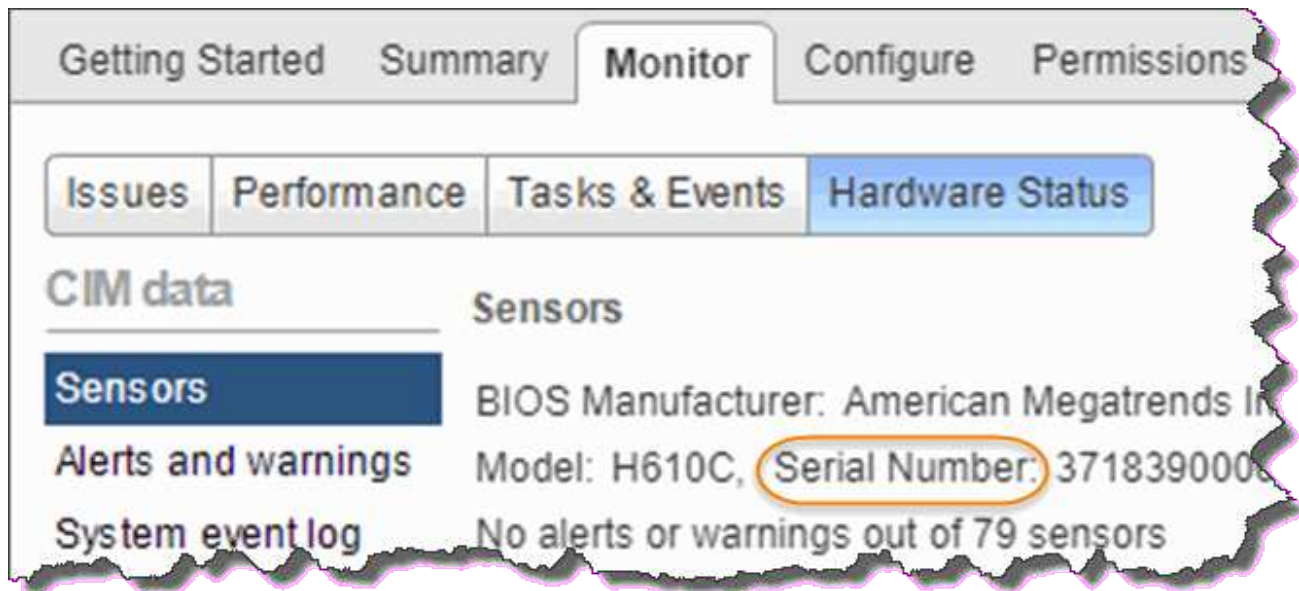 Getting Started Summary Monitor Configure Permissions
Issues Performance Tasks & Events Hardware Status
CIM data
Sensors
Sensors
Alerts and warnings
System event log
BIOS Manufacturer: American Megatrends
Model: H610C, Serial Number:
No alerts or warnings out of 79 sensors